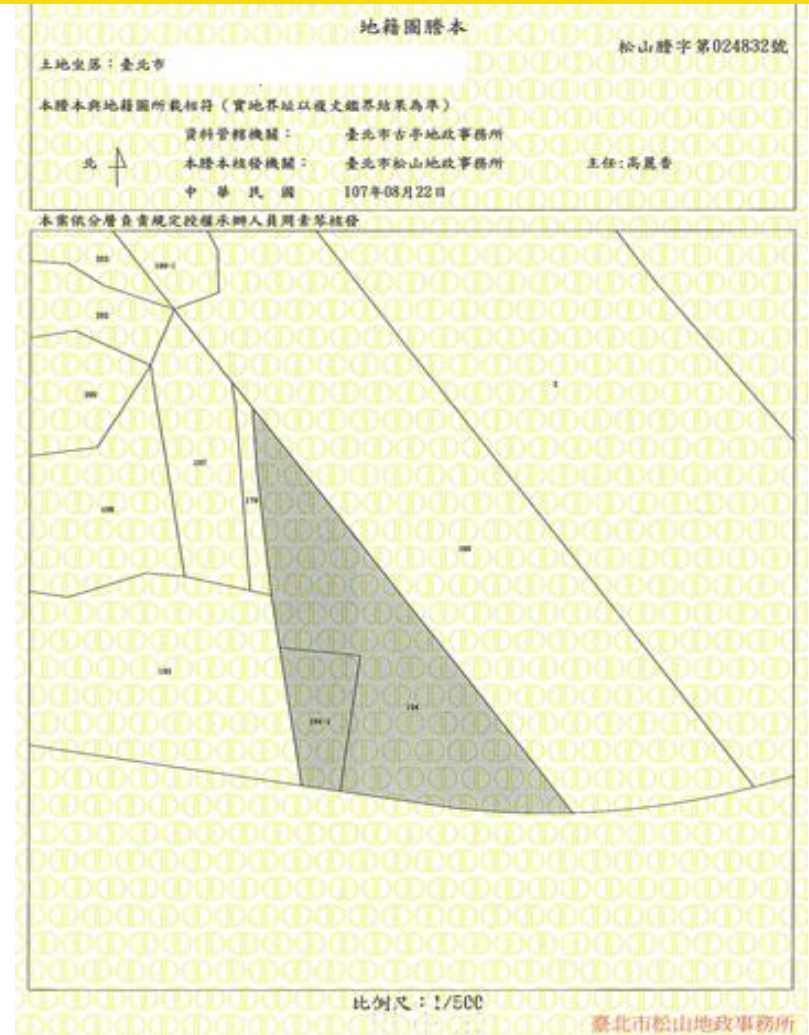 地籍圖謄本
松山謄字第024832號
土地坐落：臺北市
本謄本與地籍圖所載相符（實地界址以複丈鑑界結果為準）
資料管轄機關： 臺北市古亭地政事務所
北 本謄本核發機關： 臺北市松山地政事務所 主任：高麗香
中 華 民 國 107年08月22日
本案依分層負責規定授權承辦人員周素琴核發
比例尺：1/500
臺北市松山地政事務所